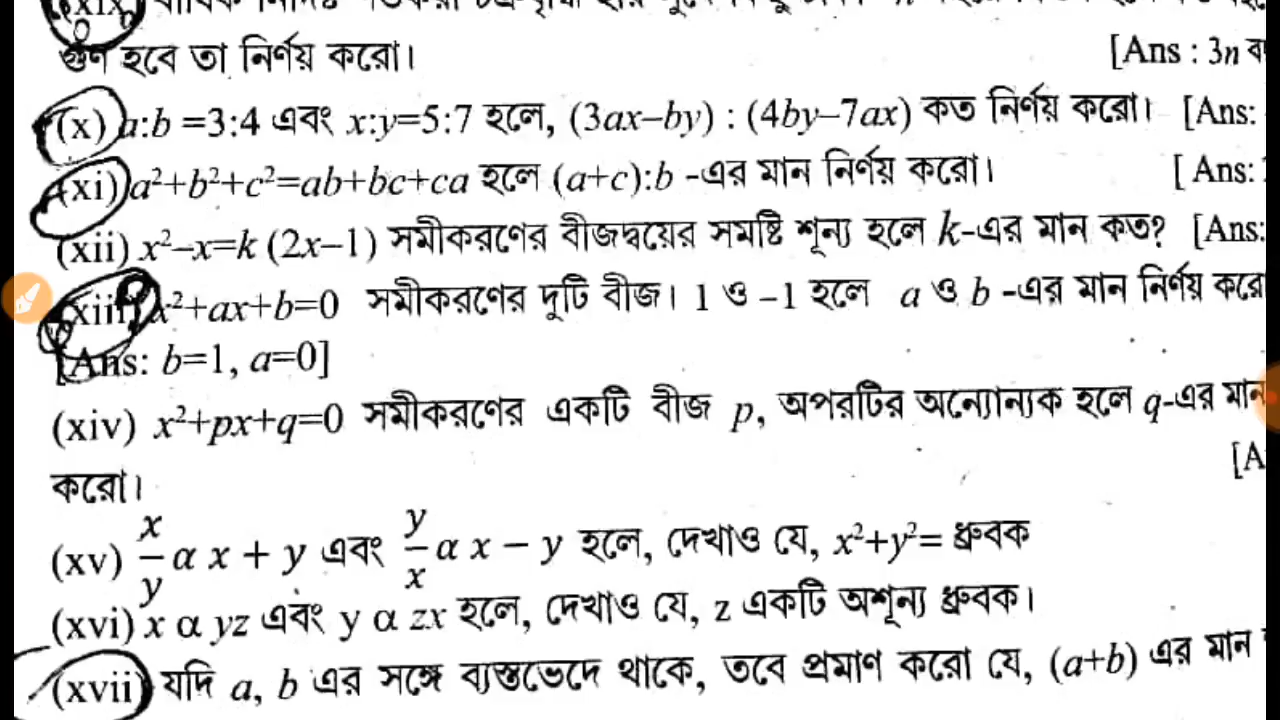 গুণ হবে তা নির্ণয় করো। [Ans : 3n
(x) a:b =3:4 এবং x:y=5:7 হলে, (3ax–by) : (4by–7ax) কত নির্ণয় করো। [Ans:
(xi) a²+b²+c²=ab+bc+ca হলে (a+c):b -এর মান নির্ণয় করো। [ Ans:
(xii) x²–x=k (2x–1) সমীকরণের বীজদ্বয়ের সমষ্টি শূন্য হলে k-এর মান কত? [Ans:
(xiii) x²+ax+b=0 সমীকরণের দুটি বীজ। 1 ও -1 হলে a ও b -এর মান নির্ণয় করো
[Ans: b=1, a=0]
(xiv) x²+px+q=0 সমীকরণের একটি বীজ p, অপরটির অন্যোন্যক হলে q-এর মান
[A
করো।
(xv) x/y α x + y এবং y/x α x – y হলে, দেখাও যে, x²+y²= ধ্রুবক
(xvi) x α yz এবং y α zx হলে, দেখাও যে, z একটি অশূন্য ধ্রুবক।
(xvii) যদি a, b এর সঙ্গে ব্যস্তভেদে থাকে, তবে প্রমাণ করো যে, (a+b) এর মান